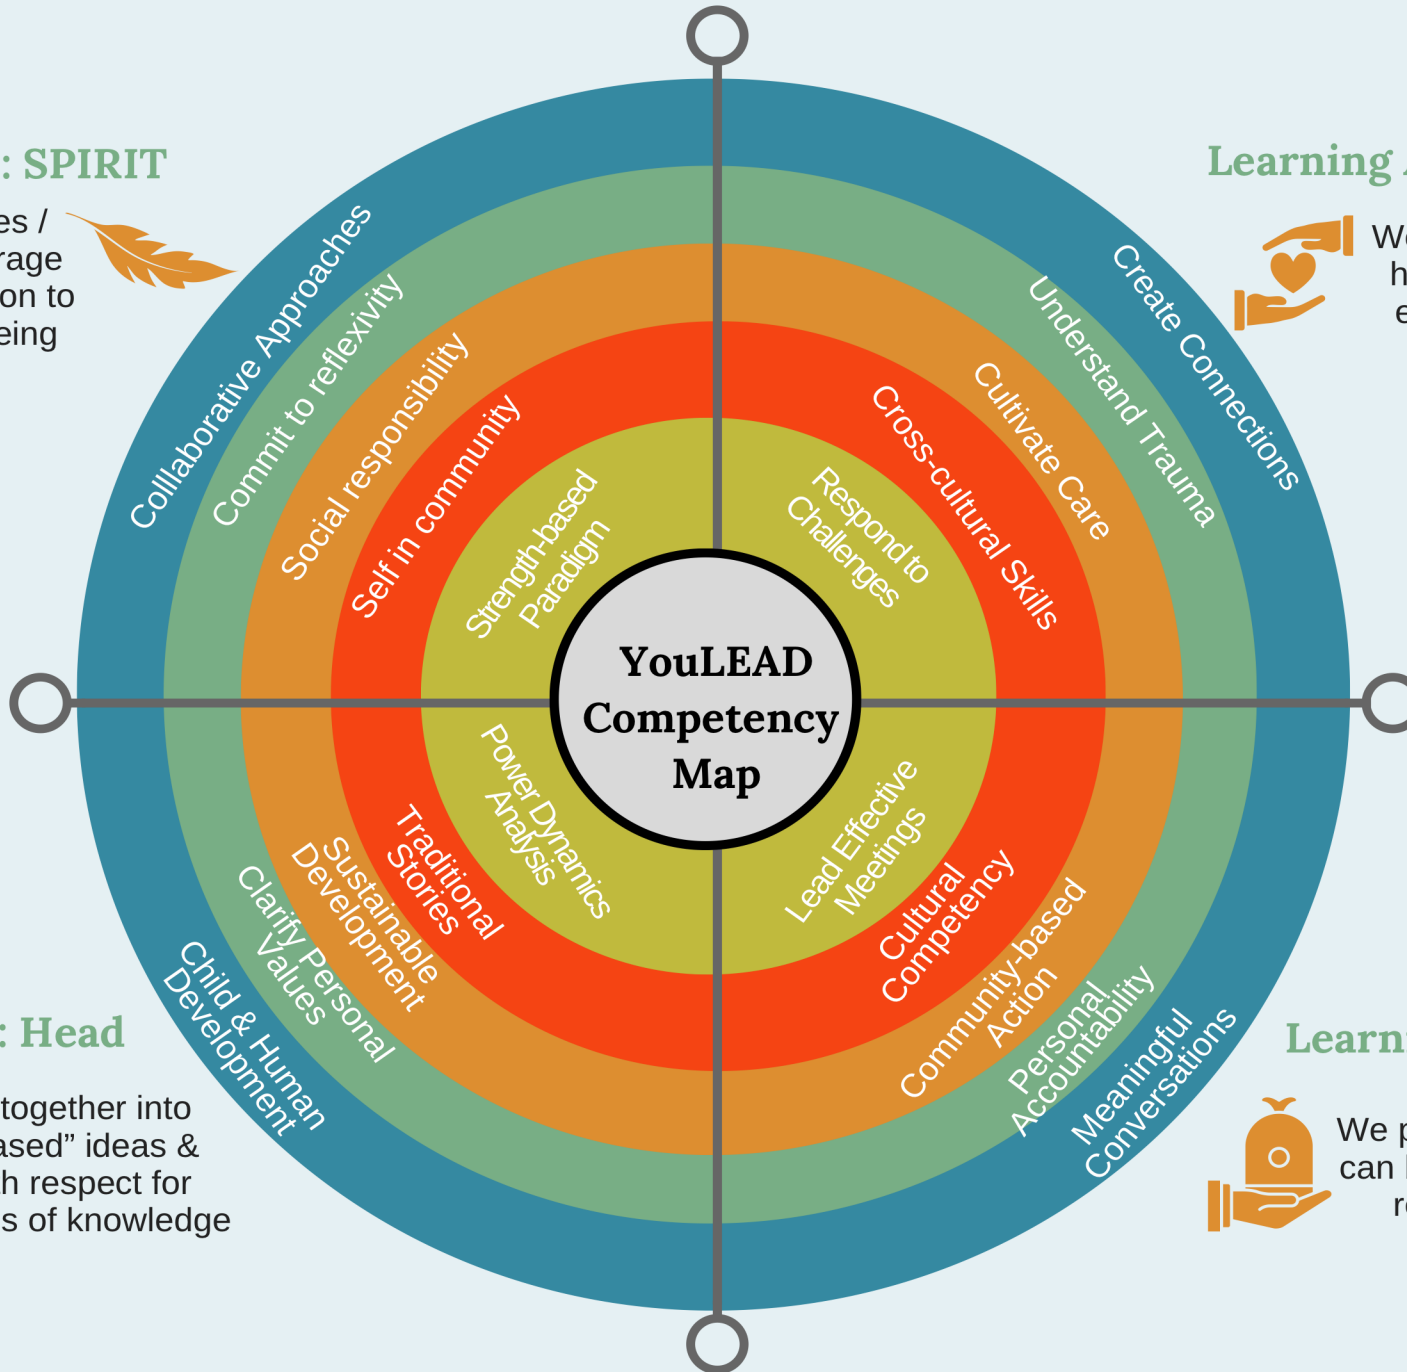 : SPIRIT
es /
rage
on to
eing
Learning
We
h
e
Colllaborative Approaches
Commit to reflexivity
Social responsibility
Self in community
Strength-based
Paradigm
Create Connections
Understand Trauma
Cultivate Care
Cross-cultural Skills
Respond to
Challenges
YouLEAD
Competency
Map
Power Dynamics
Analysis
Traditional
Stories
Sustainable
Development
Clarify Personal
Values
Child & Human
Development
Lead Effective
Meetings
Cultural
Competency
Community-based
Action
Personal
Accountability
Meaningful
Conversations
: Head
together into
ased” ideas &
h respect for
s of knowledge
Learn
We p
can
re